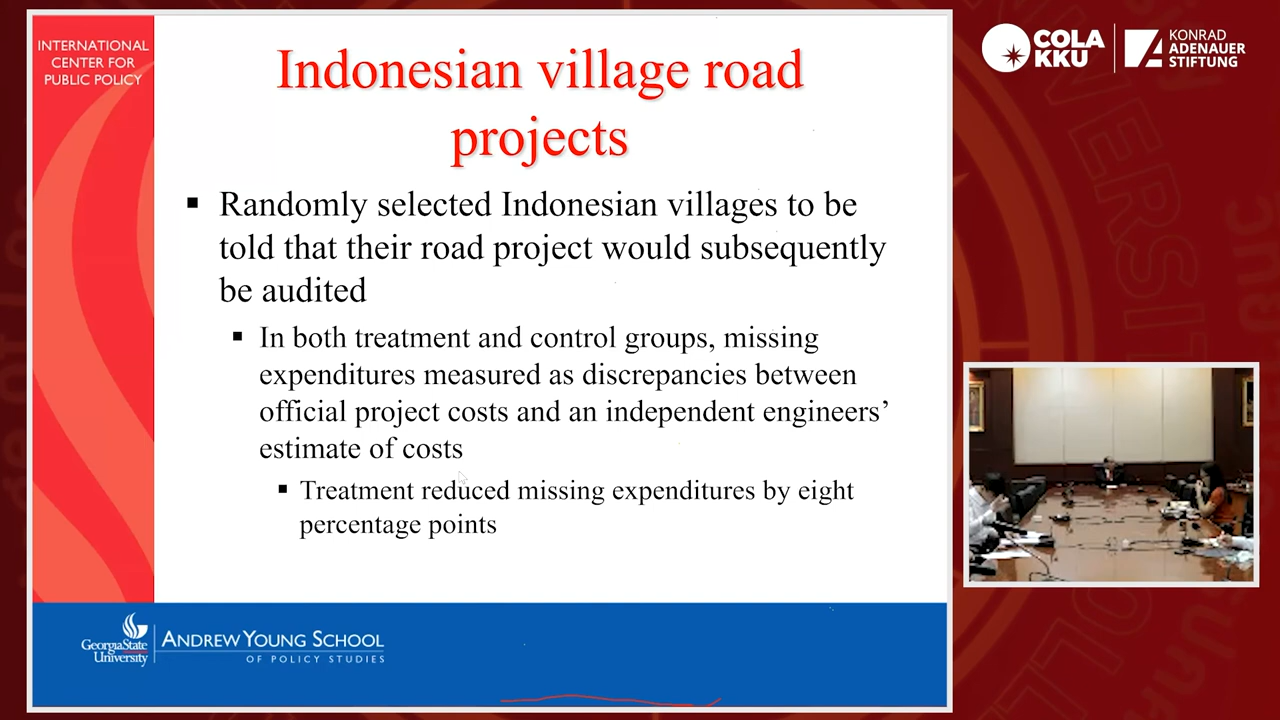 INTERNATIONAL
CENTER FOR
PUBLIC POLICY
Indonesian village road
projects
▪ Randomly selected Indonesian villages to be
told that their road project would subsequently
be audited
▪ In both treatment and control groups, missing
expenditures measured as discrepancies between
official project costs and an independent engineers’
estimate of costs
▪ Treatment reduced missing expenditures by eight
percentage points
GeorgiaState
University
ANDREW YOUNG SCHOOL
OF POLICY STUDIES
COLA
KKU
KONRAD
ADENAUER
STIFTUNG